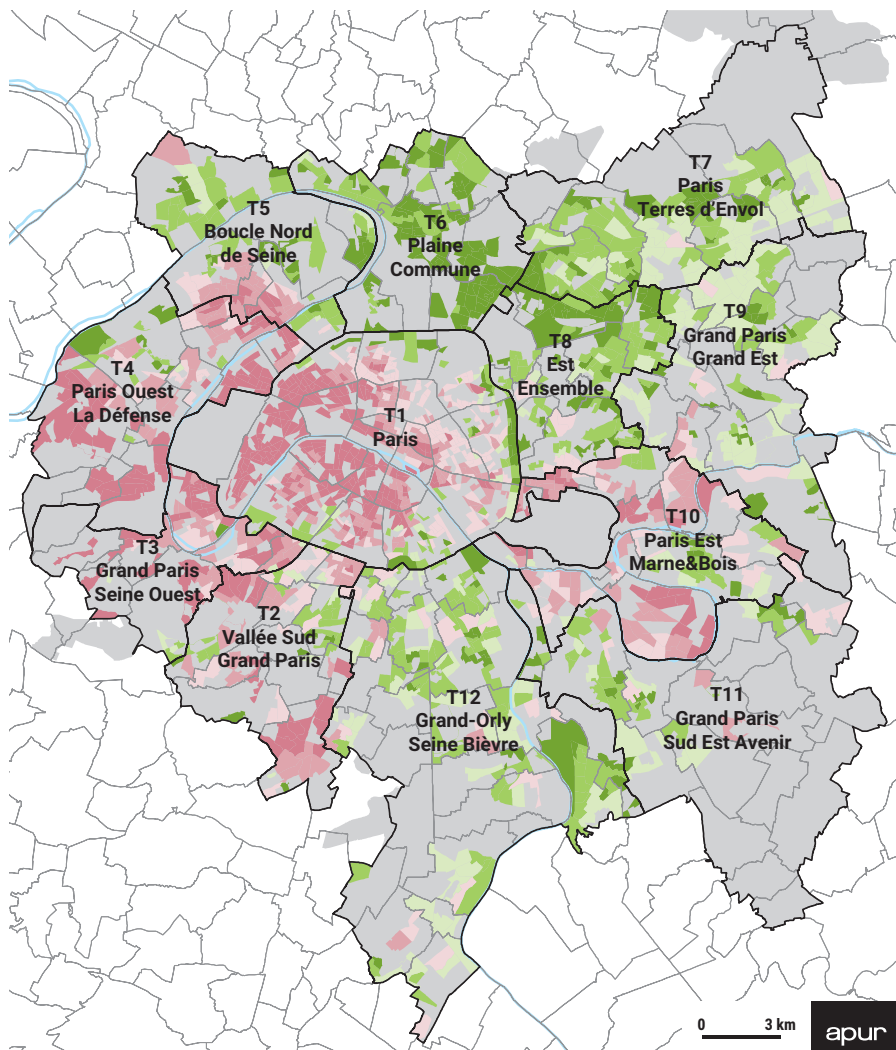 T7
Paris
Terres d'Envol
T5
Boucle Nord
de Seine
T6
Plaine
Commune
T9
Grand Paris
Grand Est
T8
Est
Ensemble
T4
Paris Ouest
La Défense
T1
Paris
T10
Paris Est
Marne&Bois
T3
Grand Paris
Seine Ouest
T2
Vallée Sud
Grand Paris
T12
Grand-Orly
Seine Bièvre
T11
Grand Paris
Sud Est Avenir
0 3 km
apur